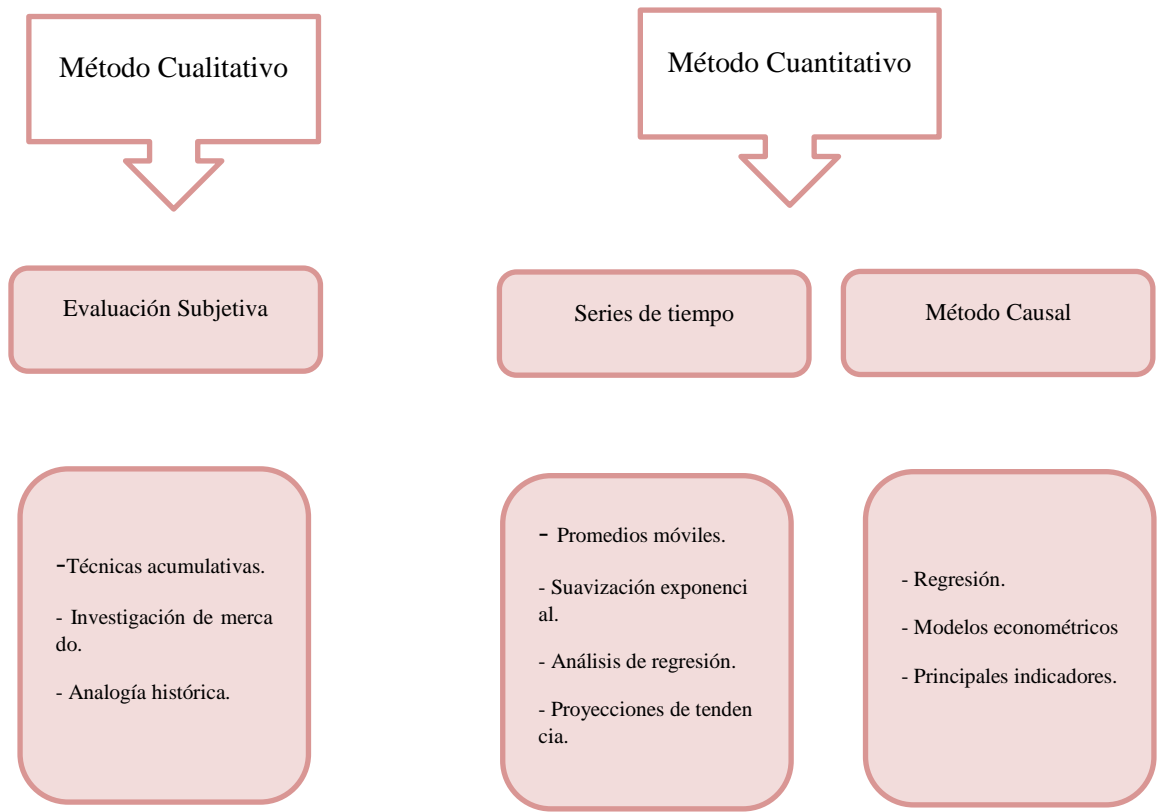 Método Cualitativo
Método Cuantitativo
Evaluación Subjetiva
Series de tiempo
Método Causal
-Técnicas acumulativas.
- Investigación de merca
do.
- Analogía histórica.
- Promedios móviles.
- Suavización exponenci
al.
- Análisis de regresión.
- Proyecciones de tenden
cia.
- Regresión.
- Modelos econométricos
- Principales indicadores.